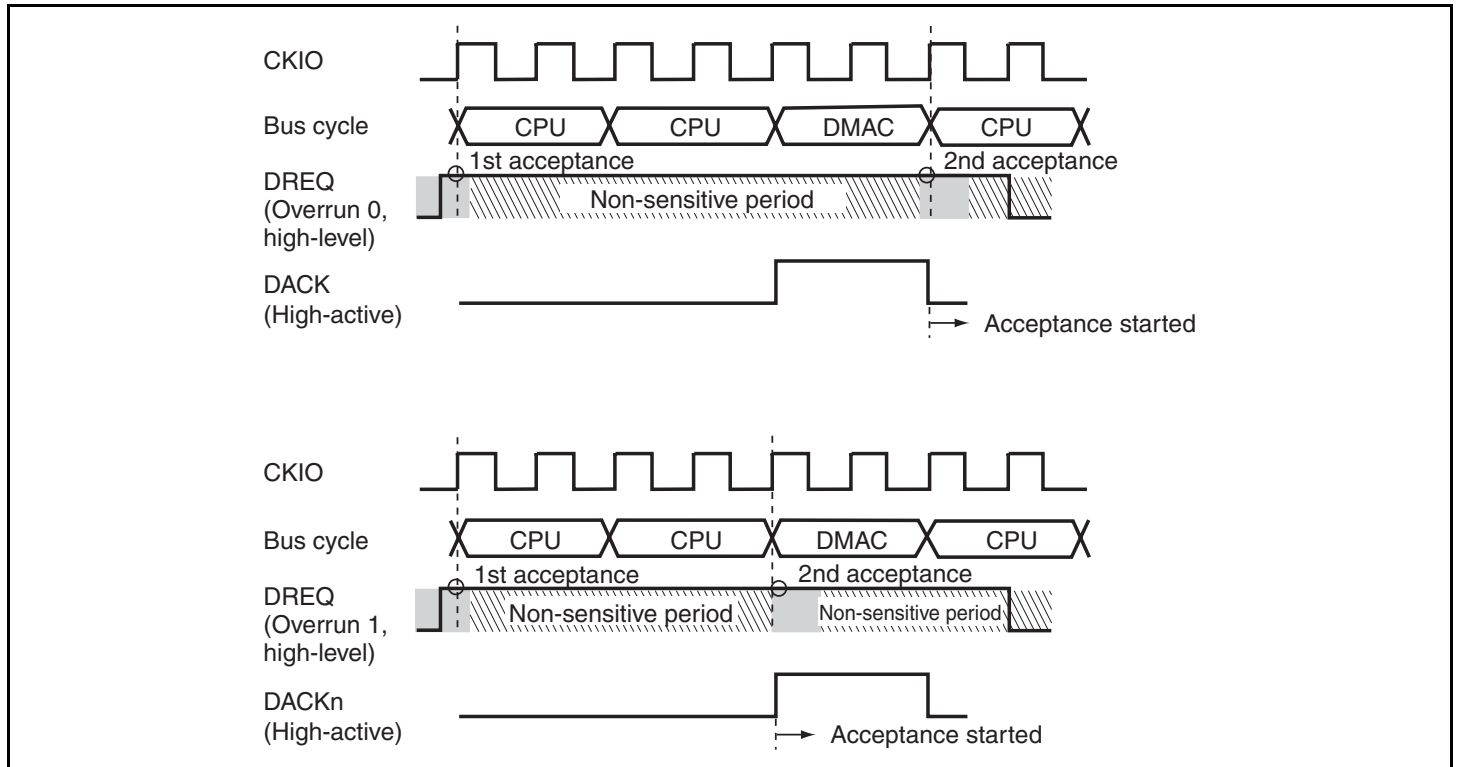 CKIO
Bus cycle
CPU
CPU
DMAC
CPU
1st acceptance
2nd acceptance
DREQ
(Overrun 0,
high-level)
Non-sensitive period
DACK
(High-active)
Acceptance started
CKIO
Bus cycle
CPU
CPU
DMAC
CPU
1st acceptance
2nd acceptance
DREQ
(Overrun 1,
high-level)
Non-sensitive period
Non-sensitive period
DACKn
(High-active)
Acceptance started